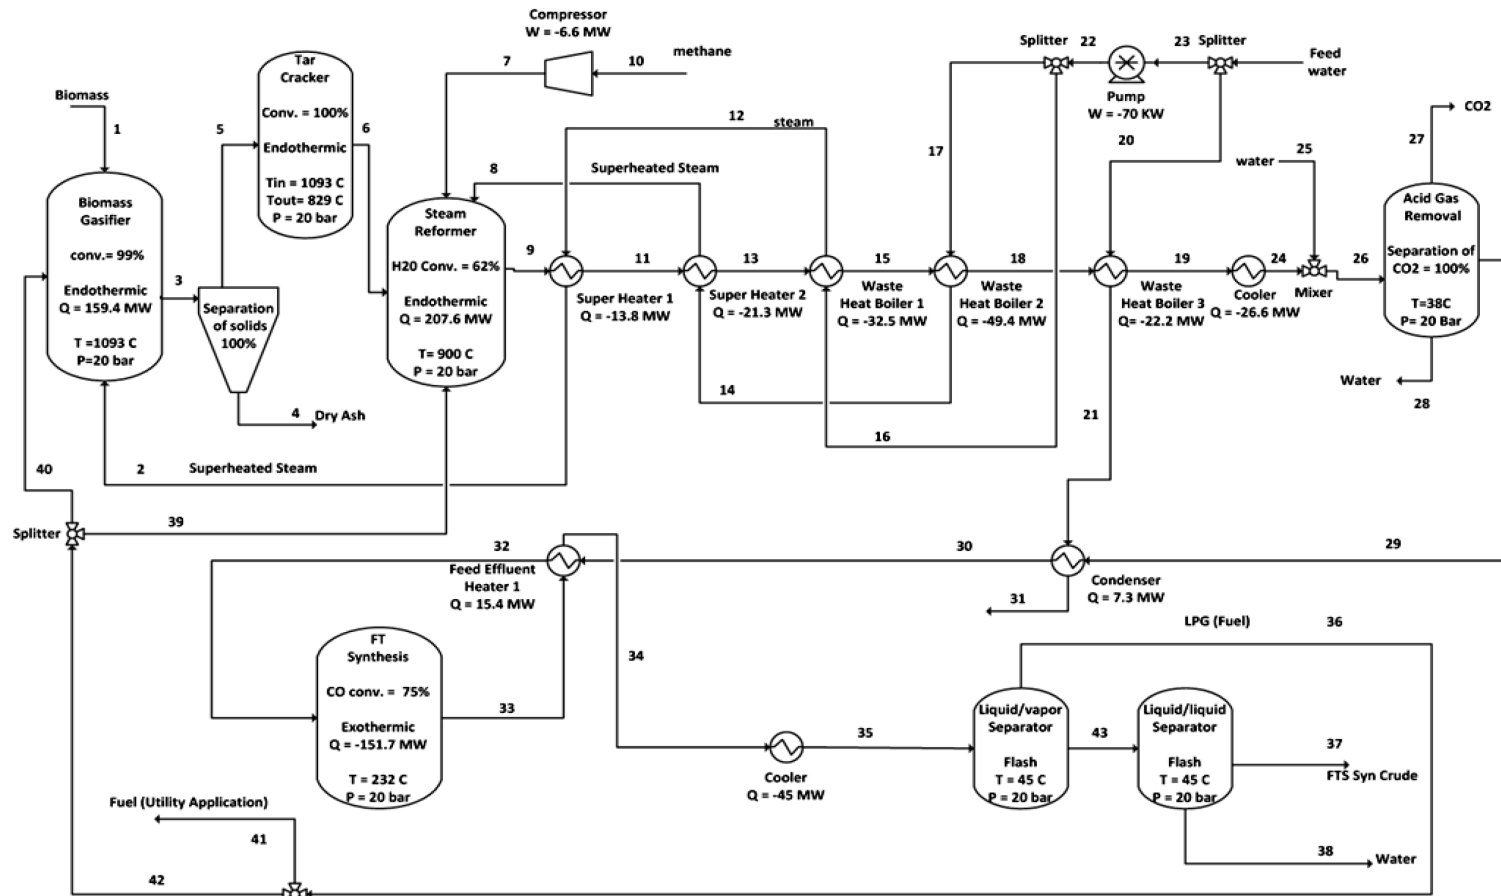 Compressor
W = -6.6 MW
methane
7
10
Splitter
22
23
Splitter
Feed
water
Pump
W = -70 KW
Tar
Cracker
Conv. = 100%
Endothermic
Tin = 1093 C
Tout= 829 C
P = 20 bar
Biomass
1
5
6
12
steam
8
Superheated Steam
17
20
water
25
27
CO2
Biomass
Gasifier
conv.= 99%
Endothermic
Q = 159.4 MW
T =1093 C
P=20 bar
3
Separation
of solids
100%
4
Dry Ash
Steam
Reformer
H20 Conv. = 62%
Endothermic
Q = 207.6 MW
T= 900 C
P = 20 bar
9
11
13
15
18
19
24
26
Super Heater 1
Q = -13.8 MW
Super Heater 2
Q = -21.3 MW
Waste
Heat Boiler 1
Q = -32.5 MW
Waste
Heat Boiler 2
Q = -49.4 MW
Waste
Heat Boiler 3
Q= -22.2 MW
Cooler
Q = -26.6 MW
Mixer
Acid Gas
Removal
Separation of
CO2 = 100%
T=38C
P= 20 Bar
Water
28
14
16
21
40
2
Superheated Steam
Splitter
39
32
30
29
Feed Effluent
Heater 1
Q = 15.4 MW
31
Condenser
Q = 7.3 MW
LPG (Fuel)
36
FT
Synthesis
CO conv. = 75%
Exothermic
Q = -151.7 MW
T = 232 C
P = 20 bar
33
34
Cooler
Q = -45 MW
35
Liquid/vapor
Separator
Flash
T = 45 C
P = 20 bar
43
Liquid/liquid
Separator
Flash
T = 45 C
P = 20 bar
37
FTS Syn Crude
38
Water
Fuel (Utility Application)
41
42